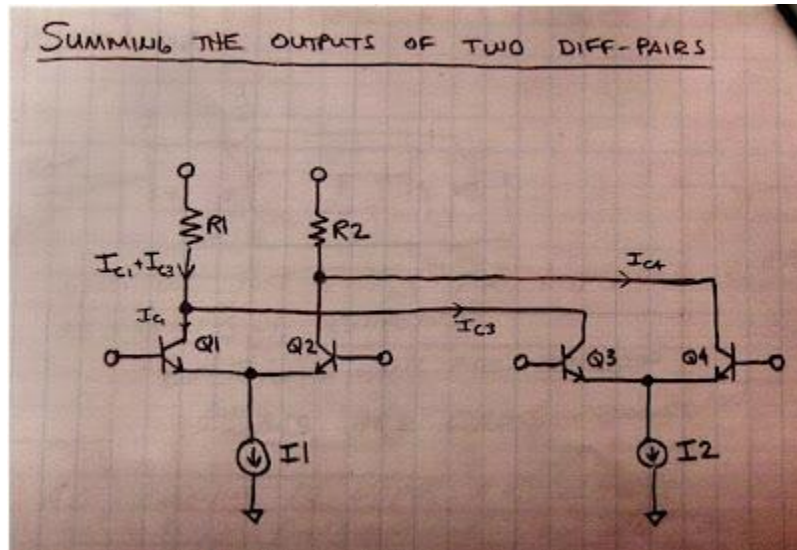 SUMMING THE OUTPUTS OF TWO DIFF-PAIRS
R1
R2
IC1+IC3
IC4
IC1
IC3
Q1
Q2
Q3
Q4
I1
I2